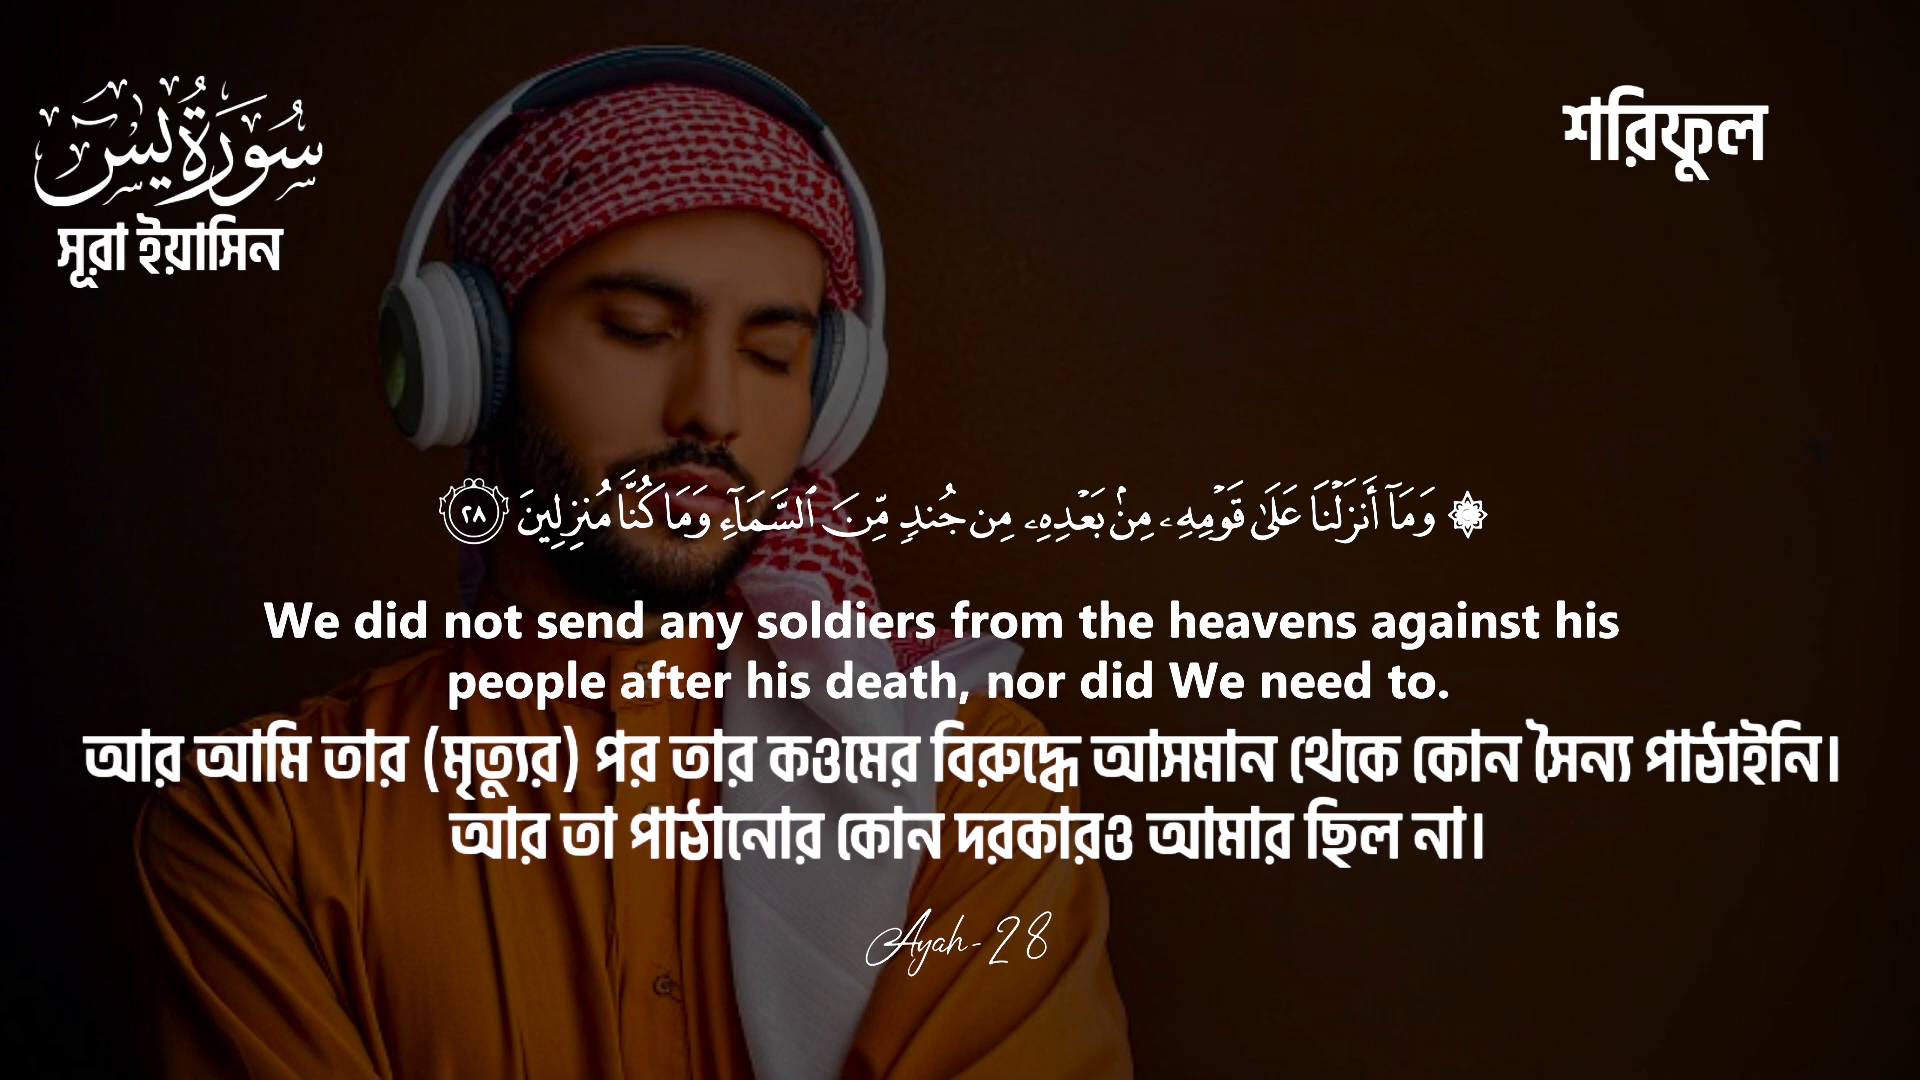 سُورَةُ يسٓ
সূরা ইয়াসিন
শরিফুল
۞ وَمَآ أَنزَلْنَا عَلَىٰ قَوْمِهِۦ مِنۢ بَعْدِهِۦ مِن جُندٍ مِّنَ ٱلسَّمَآءِ وَمَا كُنَّا مُنزِلِينَ ٢٨
We did not send any soldiers from the heavens against his
people after his death, nor did We need to.
আর আমি তার (মৃত্যুর) পর তার কওমের বিরুদ্ধে আসমান থেকে কোন সৈন্য পাঠাইনি।
আর তা পাঠানোর কোন দরকারও আমার ছিল না।
Ayah-28